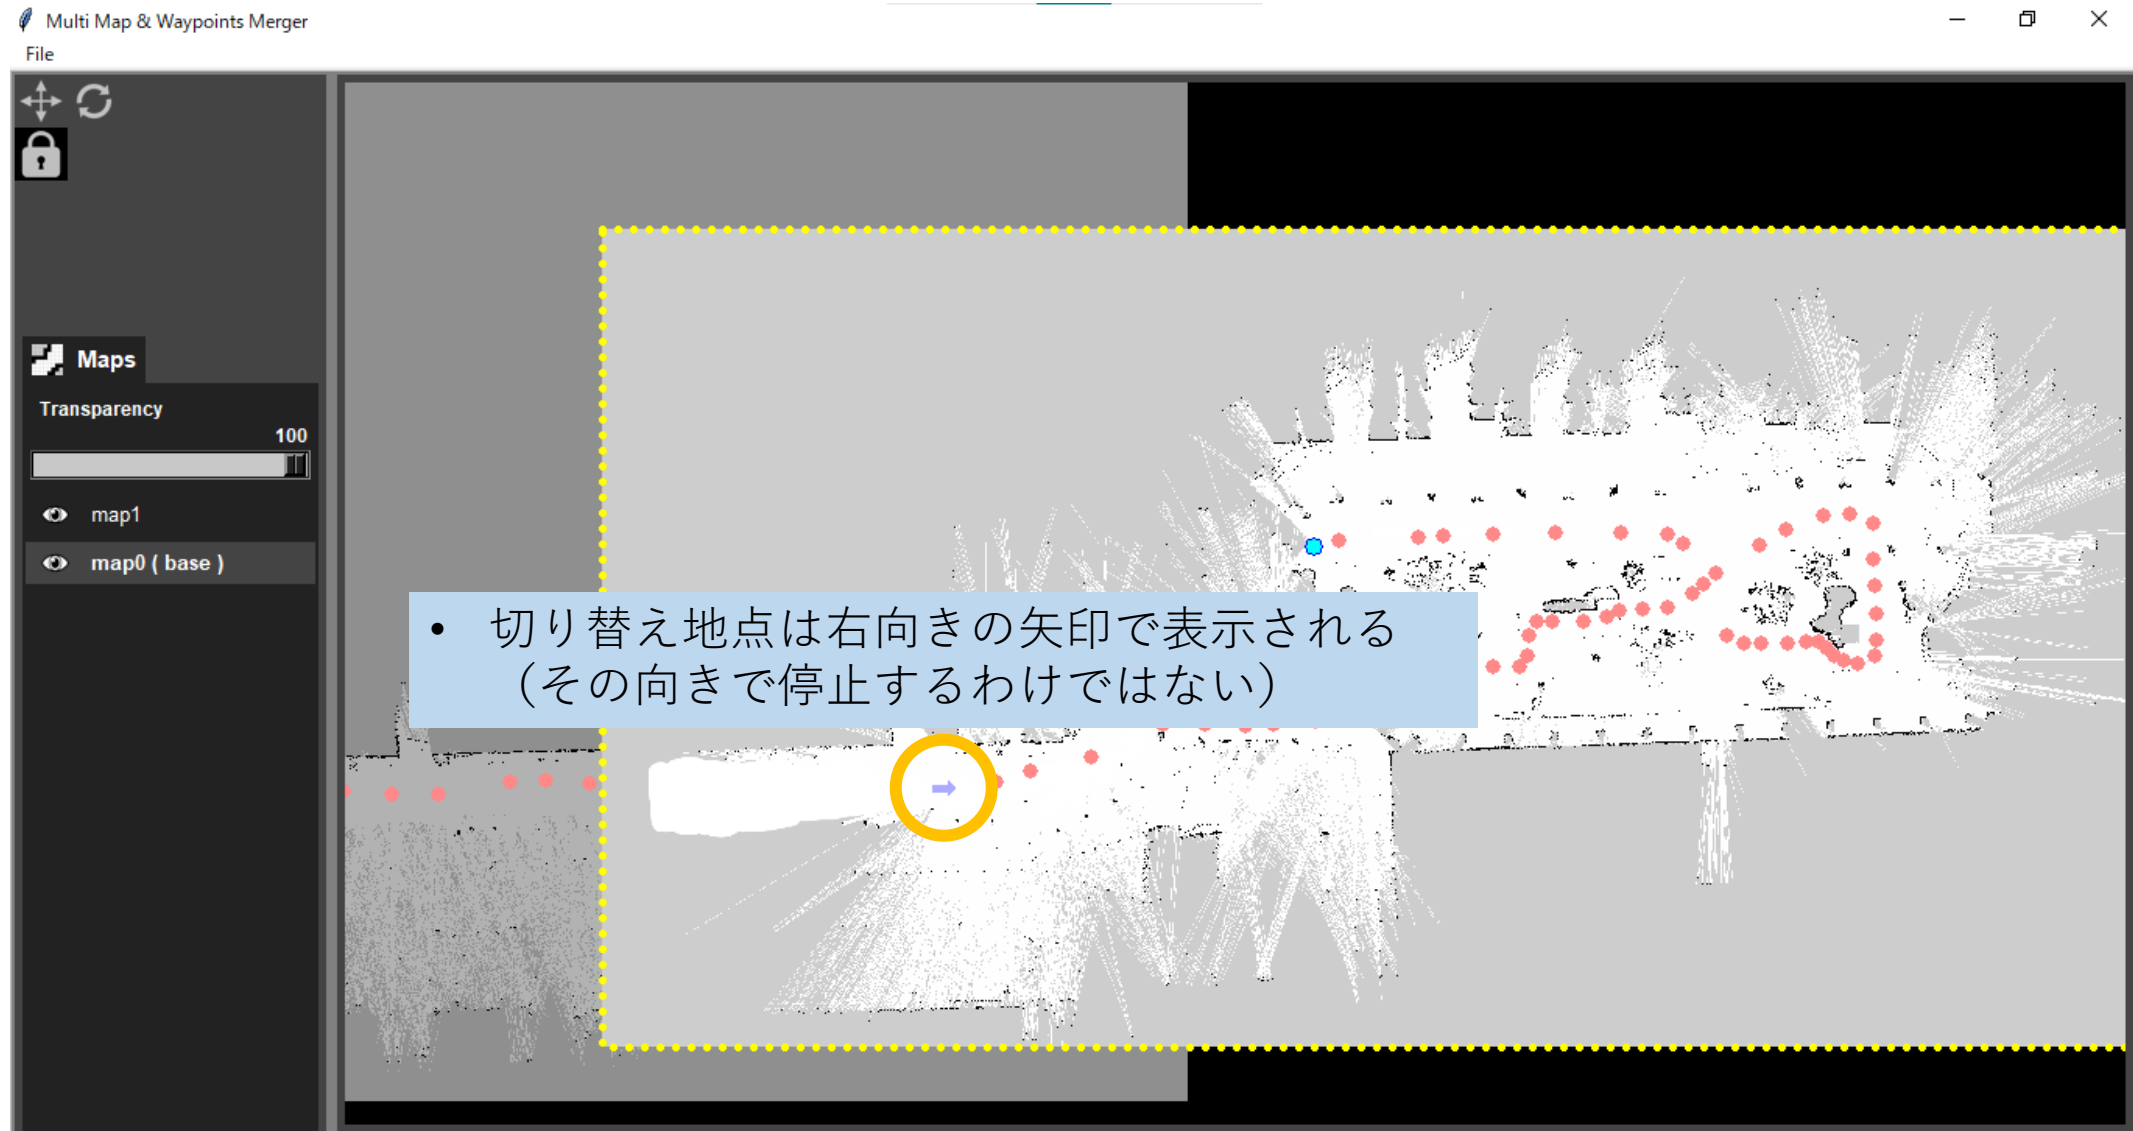 Multi Map & Waypoints Merger
File
Maps
Transparency
100
map1
map0 ( base )
• 切り替え地点は右向きの矢印で表示される
（その向きで停止するわけではない）